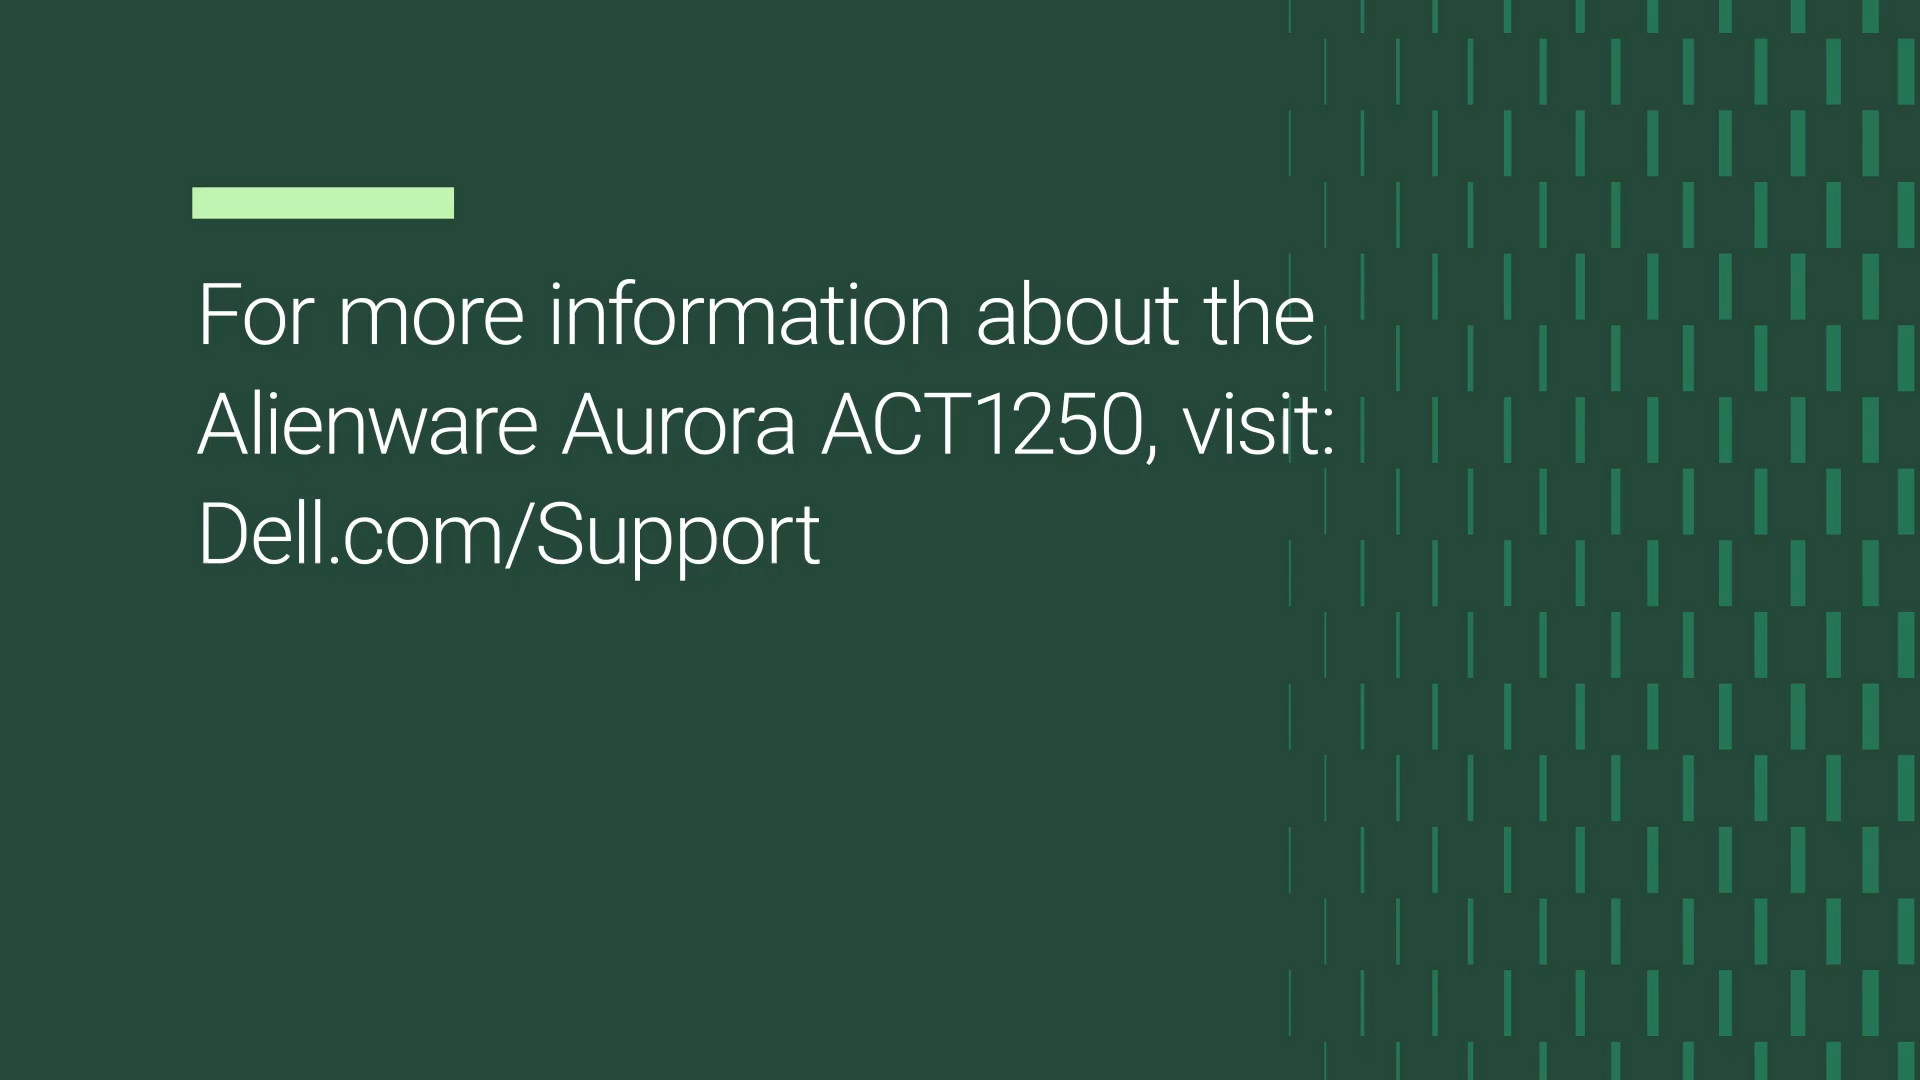 For more information about the
Alienware Aurora ACT1250, visit:
Dell.com/Support